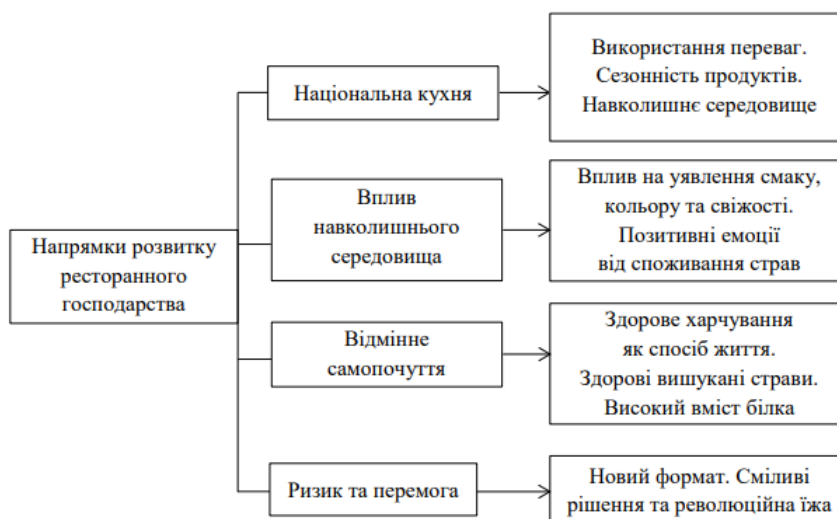 Напрямки розвитку
ресторанного
господарства
Національна кухня
Використання переваг.
Сезонність продуктів.
Навколишнє середовище
Вплив
навколишнього
середовища
Вплив на уявлення смаку,
кольору та свіжості.
Позитивні емоції
від споживання страв
Відмінне
самопочуття
Здорове харчування
як спосіб життя.
Здорові вишукані страви.
Високий вміст білка
Ризик та перемога
Новий формат. Сміливі
рішення та революційна їжа